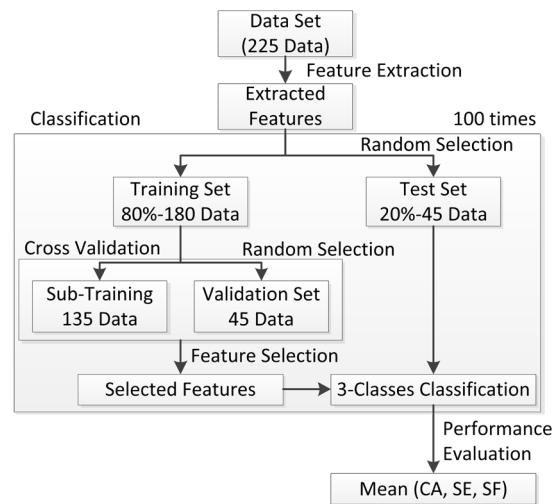 Data Set
(225 Data)
Feature Extraction
Extracted
Features
Classification
100 times
Random Selection
Training Set
80%-180 Data
Test Set
20%-45 Data
Cross Validation
Random Selection
Sub-Training
135 Data
Validation Set
45 Data
Feature Selection
Selected Features
3-Classes Classification
Performance
Evaluation
Mean (CA, SE, SF)